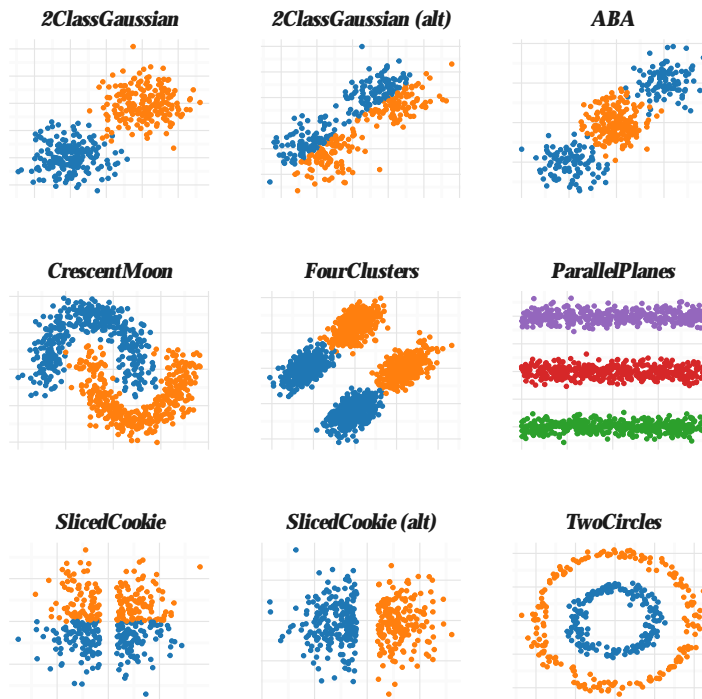 2ClassGaussian
2ClassGaussian (alt)
ABA
CrescentMoon
FourClusters
ParallelPlanes
SlicedCookie
SlicedCookie (alt)
TwoCircles